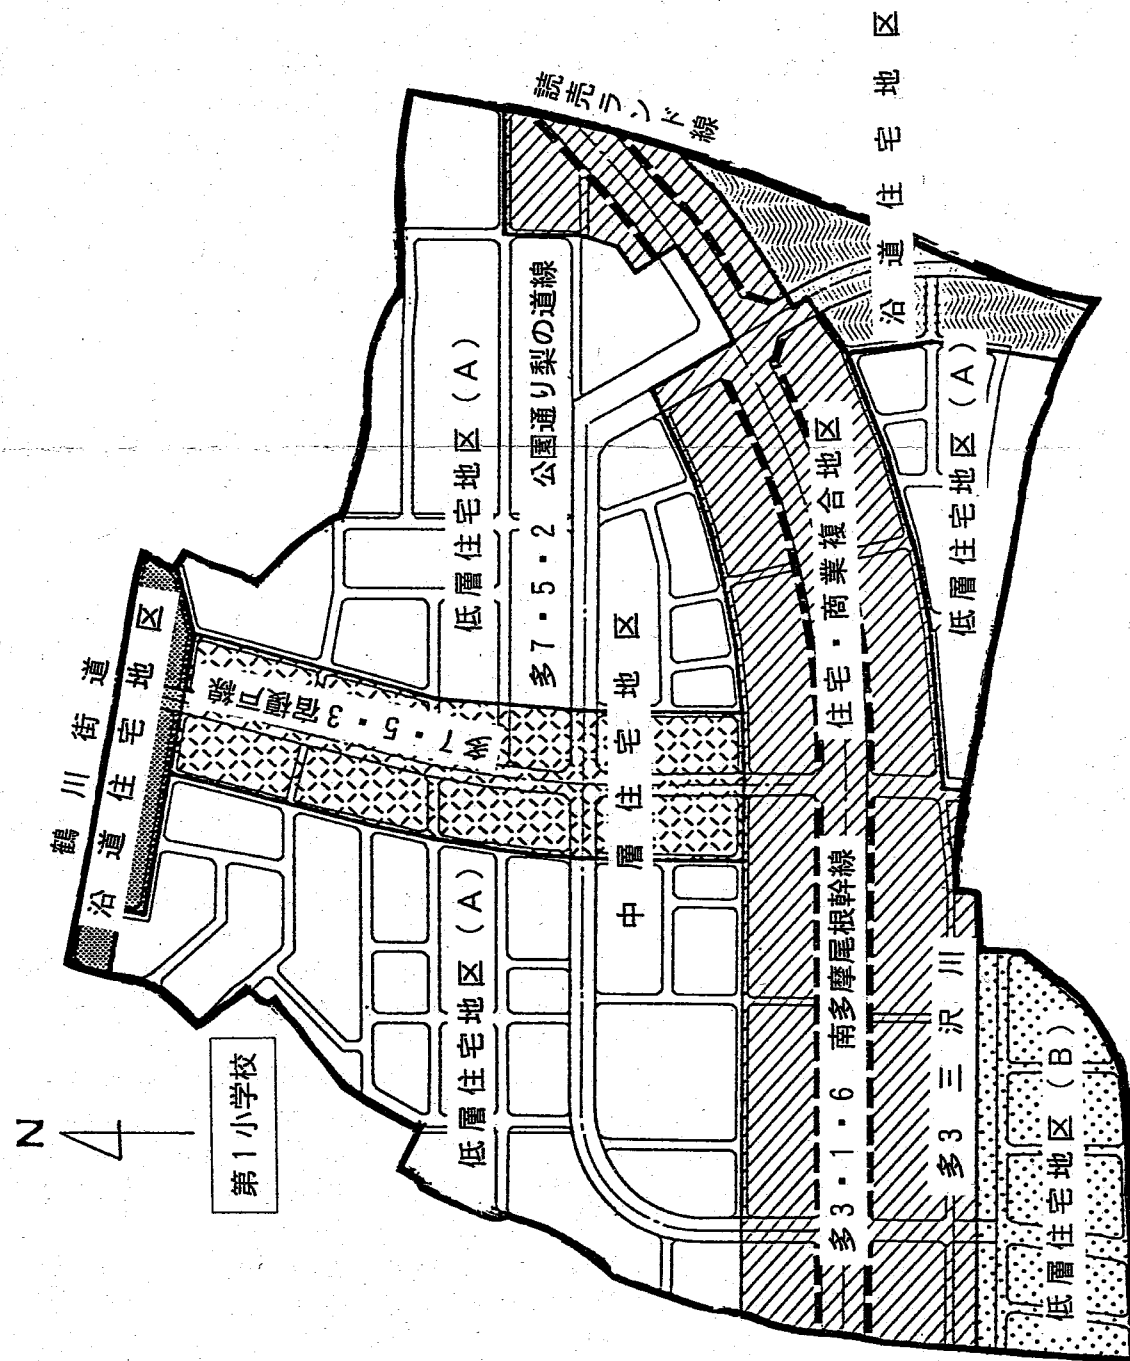 N
第1小学校
鶴川街道
沿道住宅地区
7・5・3宿榎戸線
低層住宅地区(A)
低層住宅地区(A)
多7・5・2 公園通り梨の道線
中層住宅地区
読売ランド線
沿道住宅地区
住宅・商業複合地区
多3・1・6 南多摩尾根幹線
低層住宅地区(A)
多3 三沢川
低層住宅地区(B)